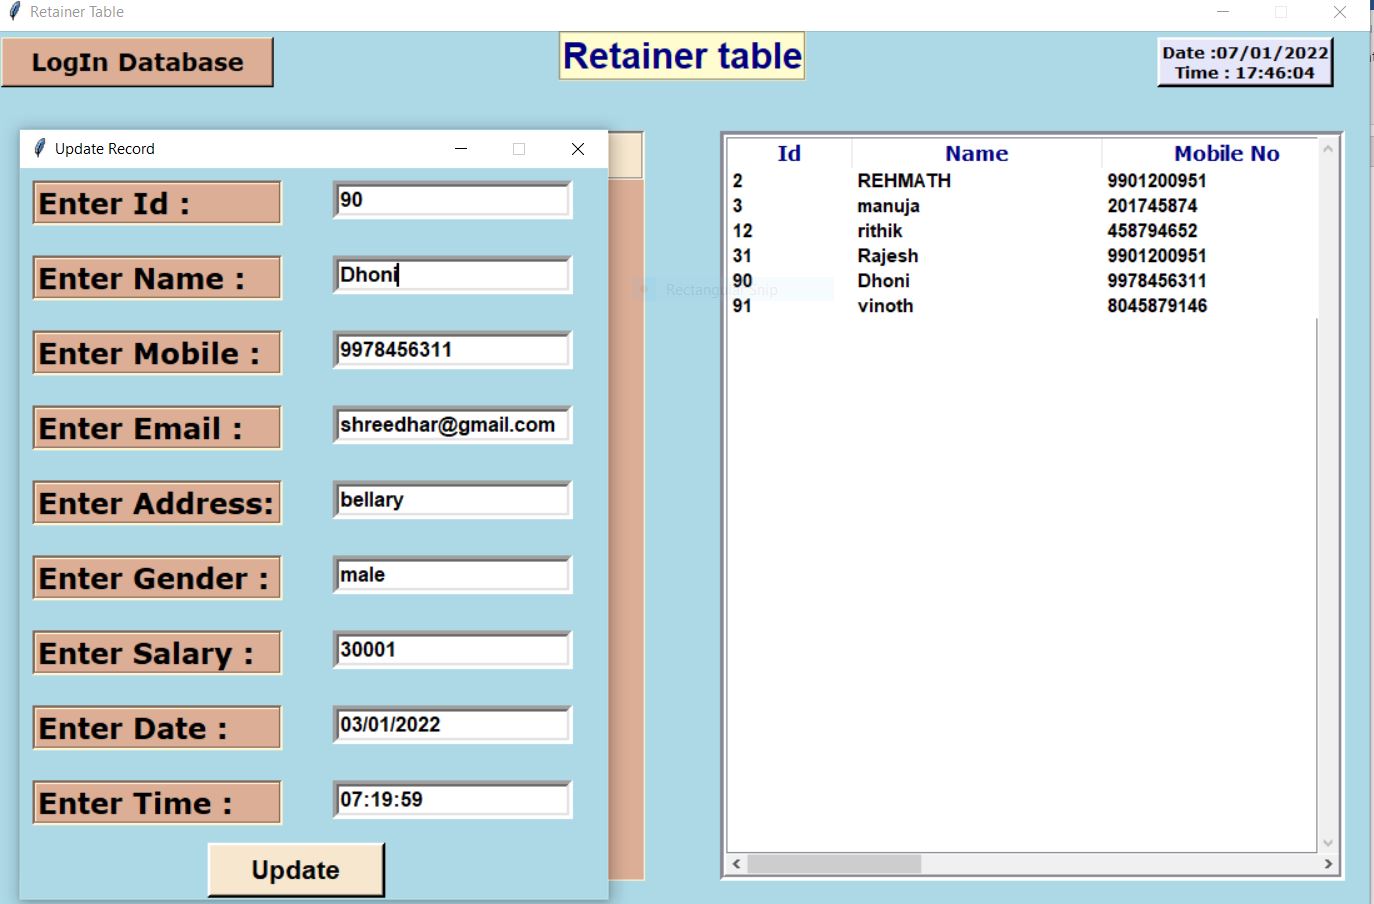 Retainer Table
LogIn Database
Retainer table
Date :07/01/2022
Time : 17:46:04
Update Record
Enter Id : 90
Enter Name : Dhoni
Enter Mobile : 9978456311
Enter Email : shreedhar@gmail.com
Enter Address: bellary
Enter Gender : male
Enter Salary : 30001
Enter Date : 03/01/2022
Enter Time : 07:19:59
Update
Id Name Mobile No
2 REHMATH 9901200951
3 manuja 201745874
12 rithik 458794652
31 Rajesh 9901200951
90 Dhoni 9978456311
91 vinoth 8045879146
Rectangular Snip